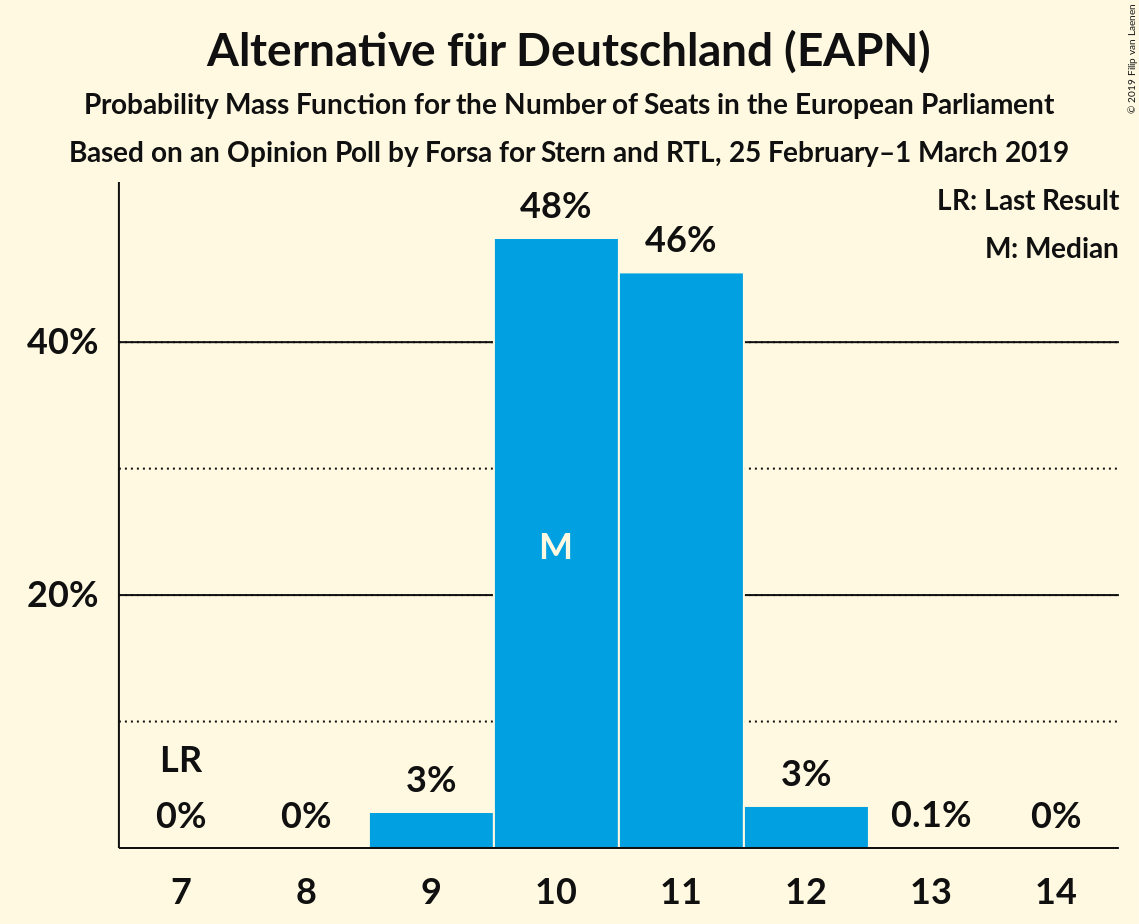 Alternative für Deutschland (EAPN)
Probability Mass Function for the Number of Seats in the European Parliament
Based on an Opinion Poll by Forsa for Stern and RTL, 25 February–1 March 2019
© 2019 Filip van Laenen
LR: Last Result
M: Median
48%
46%
40%
M
20%
LR
0%
0%
3%
3%
0.1%
0%
7
8
9
10
11
12
13
14